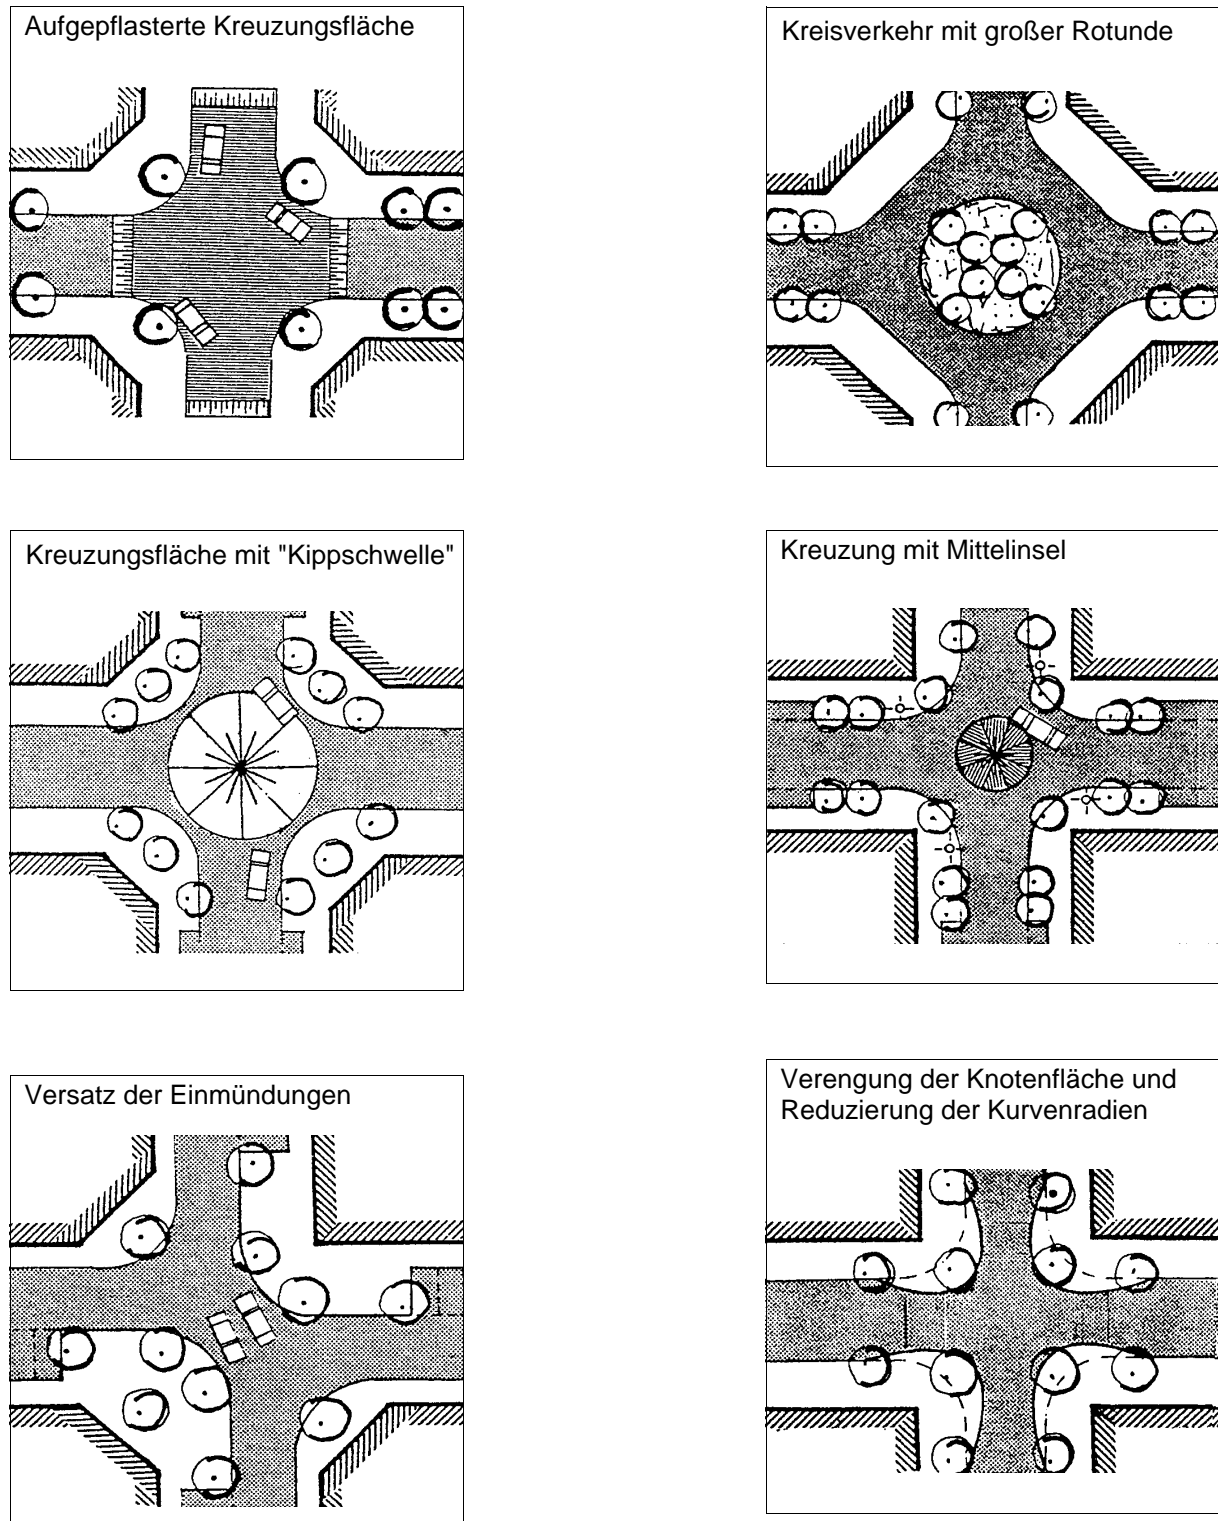 Aufgepflasterte Kreuzungsfläche
Kreisverkehr mit großer Rotunde
Kreuzungsfläche mit "Kippschwelle"
Kreuzung mit Mittelinsel
Versatz der Einmündungen
Verengung der Knotenfläche und
Reduzierung der Kurvenradien